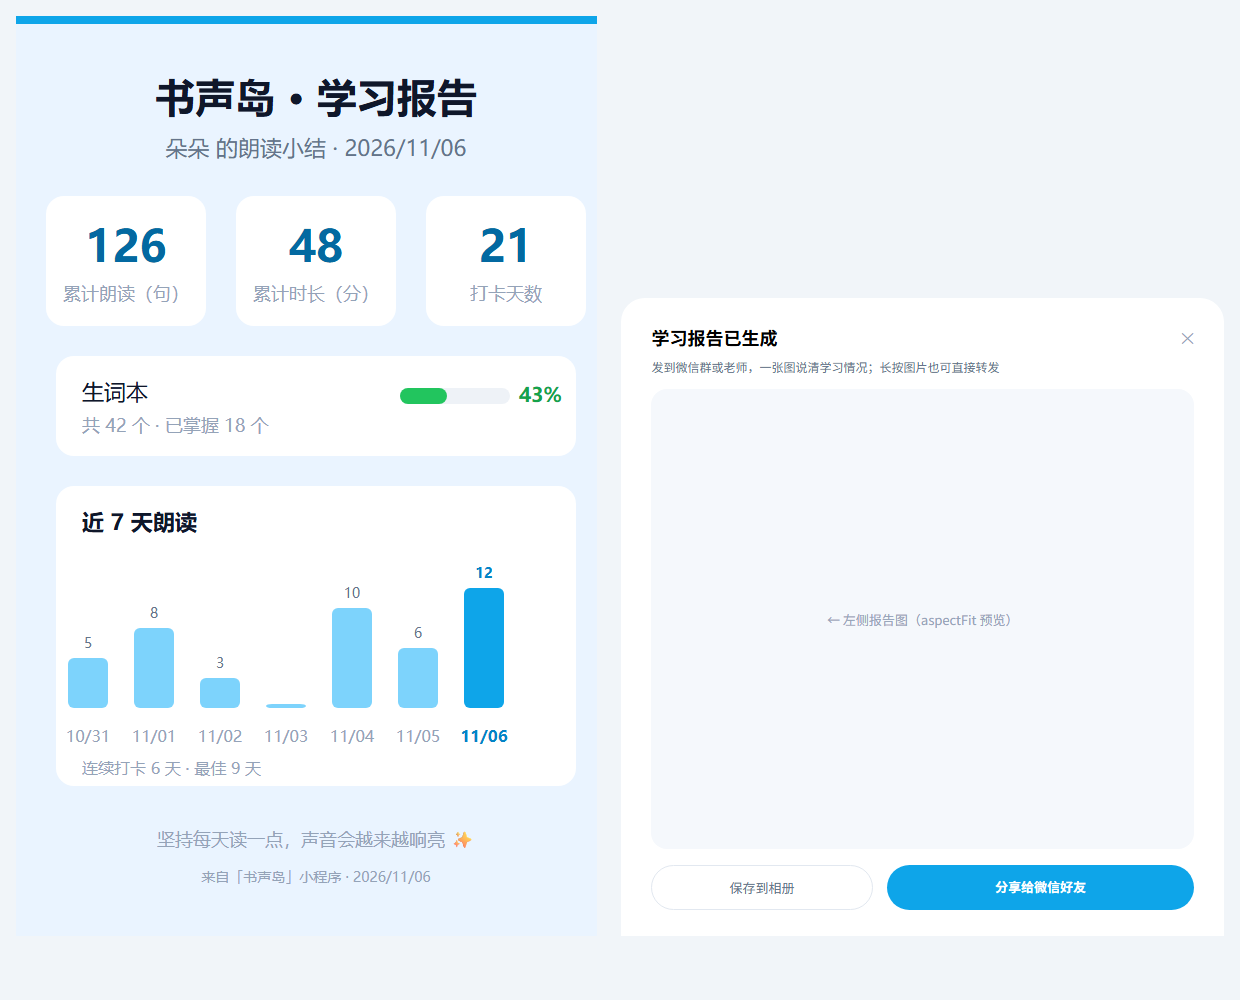 书声岛 · 学习报告
朵朵 的朗读小结 · 2026/11/06
126
累计朗读（句）
48
累计时长（分）
21
打卡天数
生词本
43%
共 42 个 · 已掌握 18 个
近 7 天朗读
5
8
3
10
6
12
10/31 11/01 11/02 11/03 11/04 11/05 11/06
连续打卡 6 天 · 最佳 9 天
坚持每天读一点，声音会越来越响亮 ✨
来自「书声岛」小程序 · 2026/11/06
学习报告已生成
发到微信群或老师，一张图说清学习情况；长按图片也可直接转发
← 左侧报告图（aspectFit 预览）
保存到相册
分享给微信好友